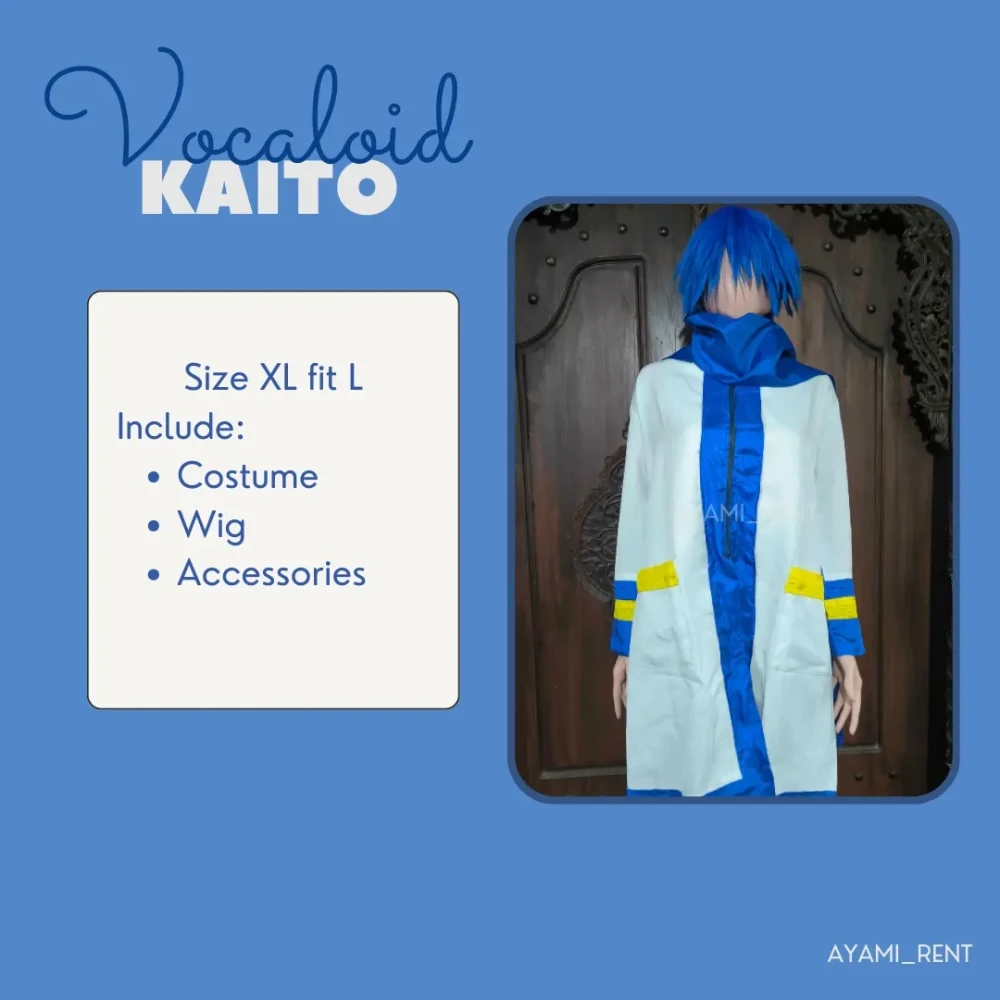 Vocaloid
KAITO
Size XL fit L
Include:
• Costume
• Wig
• Accessories
AYAMI_RENT